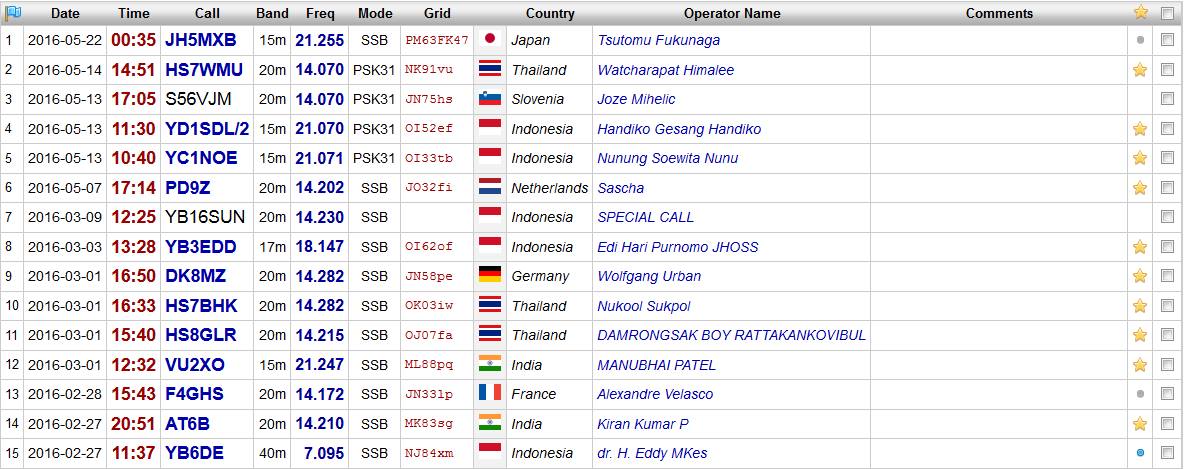 Date Time Call Band Freq Mode Grid Country Operator Name Comments
1 2016-05-22 00:35 JH5MXB 15m 21.255 SSB PM63FK47 Japan Tsutomu Fukunaga
2 2016-05-14 14:51 HS7WMU 20m 14.070 PSK31 NK91vu Thailand Watcharapat Himalee
3 2016-05-13 17:05 S56VJM 20m 14.070 PSK31 JN75hs Slovenia Joze Mihelic
4 2016-05-13 11:30 YD1SDL/2 15m 21.070 PSK31 OI52ef Indonesia Handiko Gesang Handiko
5 2016-05-13 10:40 YC1NOE 15m 21.071 PSK31 OI33tb Indonesia Nunung Soewita Nunu
6 2016-05-07 17:14 PD9Z 20m 14.202 SSB JO32fi Netherlands Sascha
7 2016-03-09 12:25 YB16SUN 20m 14.230 SSB Indonesia SPECIAL CALL
8 2016-03-03 13:28 YB3EDD 17m 18.147 SSB OI62of Indonesia Edi Hari Purnomo JHOSS
9 2016-03-01 16:50 DK8MZ 20m 14.282 SSB JN58pe Germany Wolfgang Urban
10 2016-03-01 16:33 HS7BHK 20m 14.282 SSB OK03iw Thailand Nukool Sukpol
11 2016-03-01 15:40 HS8GLR 20m 14.215 SSB OJ07fa Thailand DAMRONGSAK BOY RATTAKANKOVIBUL
12 2016-03-01 12:32 VU2XO 15m 21.247 SSB ML88pq India MANUBHAI PATEL
13 2016-02-28 15:43 F4GHS 20m 14.172 SSB JN33lp France Alexandre Velasco
14 2016-02-27 20:51 AT6B 20m 14.210 SSB MK83sg India Kiran Kumar P
15 2016-02-27 11:37 YB6DE 40m 7.095 SSB NJ84xm Indonesia dr. H. Eddy MKes